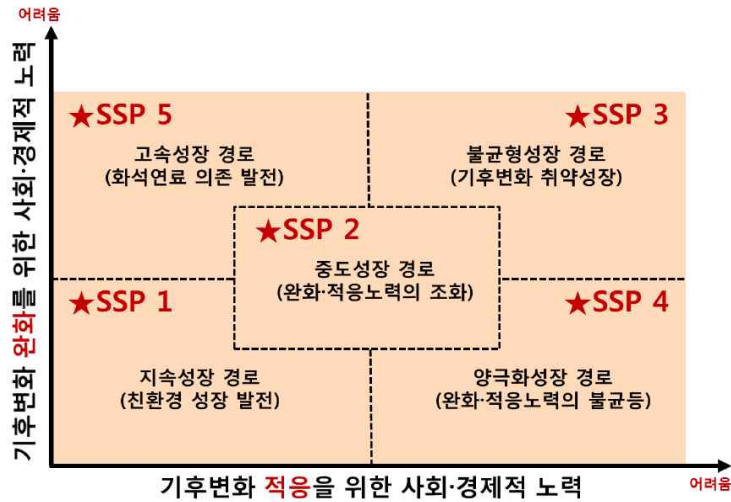 어려움
기후변화 완화를 위한 사회·경제적 노력
★SSP 5
고속성장 경로
(화석연료 의존 발전)
★SSP 3
불균형성장 경로
(기후변화 취약성장)
★SSP 2
중도성장 경로
(완화·적응노력의 조화)
★SSP 1
지속성장 경로
(친환경 성장 발전)
★SSP 4
양극화성장 경로
(완화·적응노력의 불균등)
기후변화 적응을 위한 사회·경제적 노력
어려움